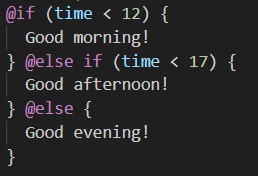 @if (time < 12) {
  Good morning!
} @else if (time < 17) {
  Good afternoon!
} @else {
  Good evening!
}